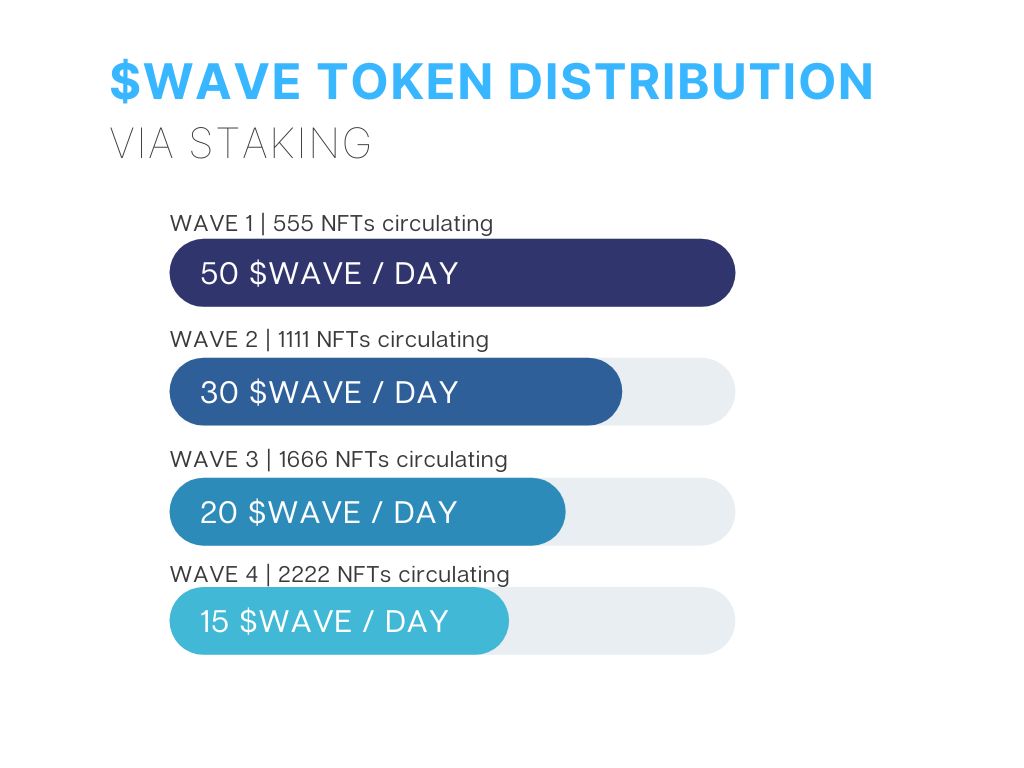 $WAVE TOKEN DISTRIBUTION
VIA STAKING
WAVE 1 | 555 NFTs circulating
50 $WAVE / DAY
WAVE 2 | 1111 NFTs circulating
30 $WAVE / DAY
WAVE 3 | 1666 NFTs circulating
20 $WAVE / DAY
WAVE 4 | 2222 NFTs circulating
15 $WAVE / DAY